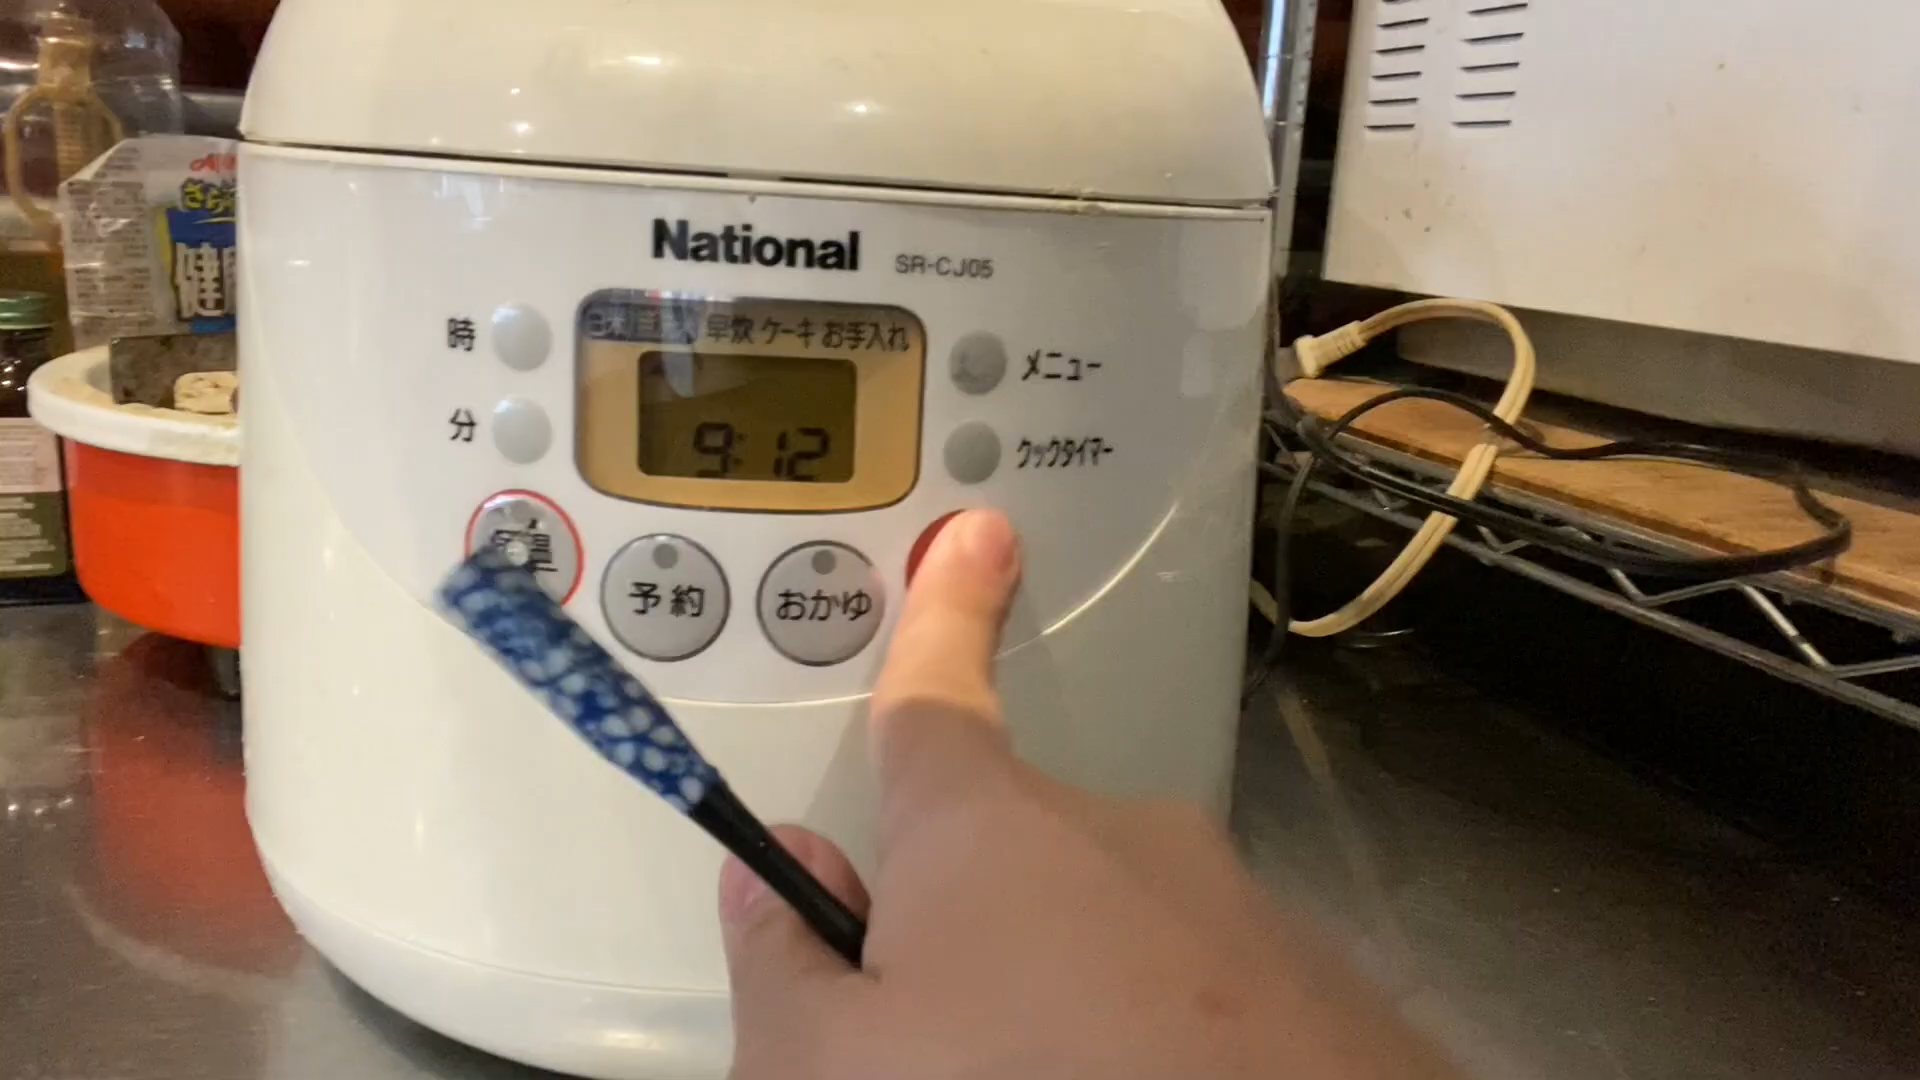 National SR-CJ05
早炊 ケーキ お手入れ
時
メニュー
9:12
分
クックタイマー
予約
おかゆ
健